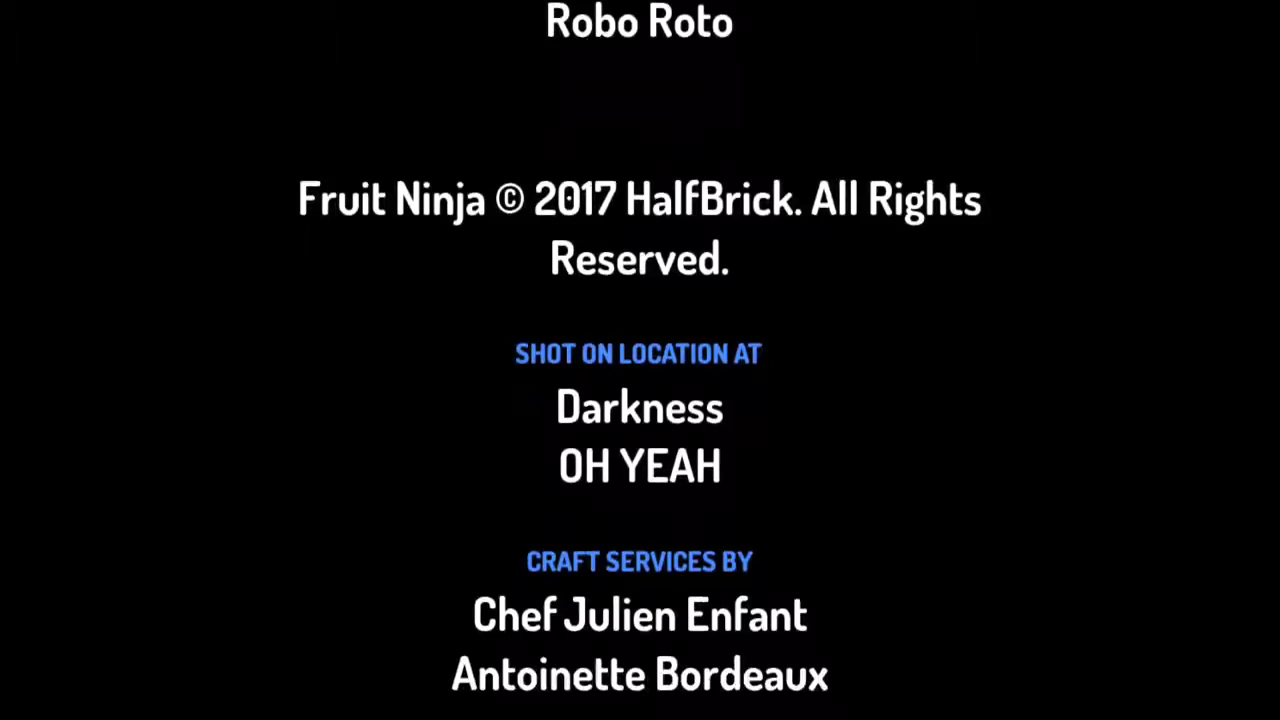 Robo Roto
Fruit Ninja © 2017 HalfBrick. All Rights
Reserved.
SHOT ON LOCATION AT
Darkness
OH YEAH
CRAFT SERVICES BY
Chef Julien Enfant
Antoinette Bordeaux